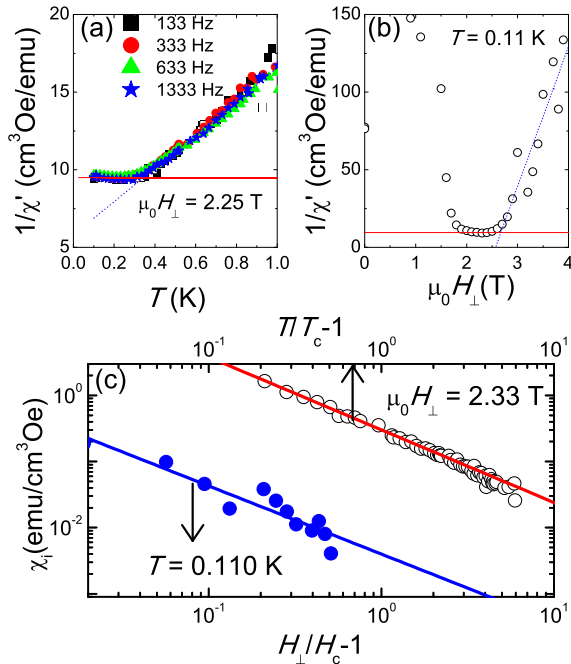 (a)
133 Hz
333 Hz
633 Hz
1333 Hz
μ₀H⊥ = 2.25 T
1/χ' (cm³Oe/emu)
5
10
15
20
0.0 0.2 0.4 0.6 0.8 1.0
T (K)
(b)
T = 0.11 K
1/χ' (cm³Oe/emu)
0
50
100
150
0 1 2 3 4
μ₀H⊥(T)
T/Tc-1
10⁻¹ 10⁰ 10¹
(c)
μ₀H⊥ = 2.33 T
T = 0.110 K
χᵢ(emu/cm³Oe)
10⁰
10⁻²
10⁻¹ 10⁰ 10¹
H⊥/Hc-1